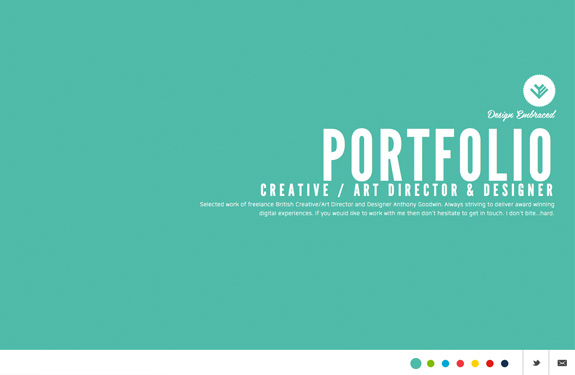 Design Embraced
PORTFOLIO
CREATIVE / ART DIRECTOR & DESIGNER
Selected work of freelance British Creative/Art Director and Designer Anthony Goodwin. Always striving to deliver award winning
digital experiences. If you would like to work with me then don't hesitate to get in touch. I don't bite...hard.